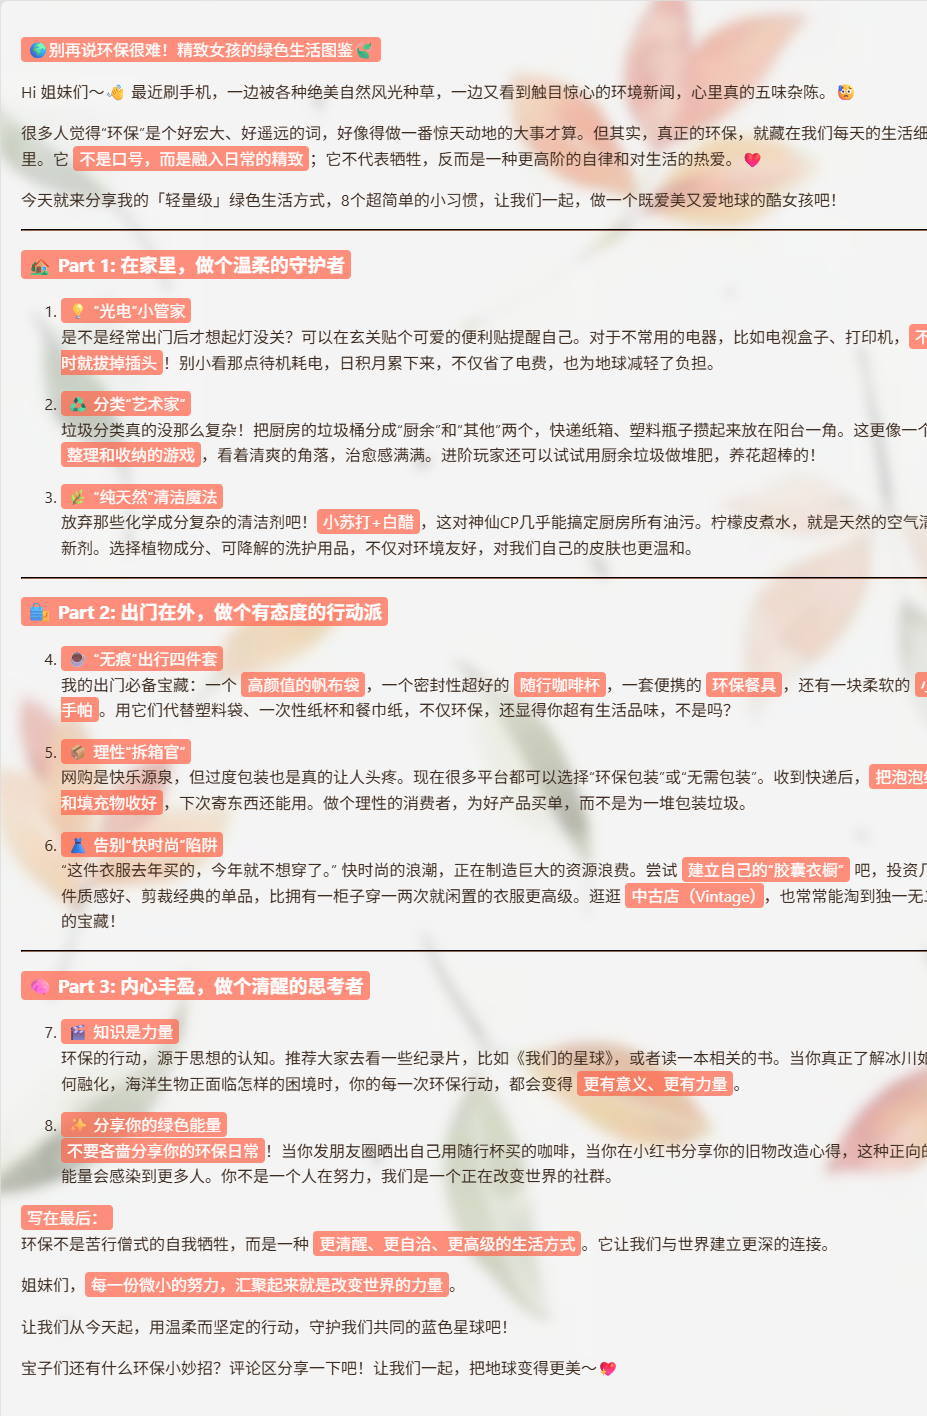 🌍别再说环保很难！精致女孩的绿色生活图鉴🌱
Hi 姐妹们～👋 最近刷手机，一边被各种绝美自然风光种草，一边又看到触目惊心的环境新闻，心里真的五味杂陈。😢
很多人觉得“环保”是个好宏大、好遥远的词，好像得做一番惊天动地的大事才算。但其实，真正的环保，就藏在我们每天的生活细
里。它 不是口号，而是融入日常的精致；它不代表牺牲，反而是一种更高阶的自律和对生活的热爱。❤️
今天就来分享我的「轻量级」绿色生活方式，8个超简单的小习惯，让我们一起，做一个既爱美又爱地球的酷女孩吧！
🏠 Part 1: 在家里，做个温柔的守护者
1. 💡 “光电”小管家
是不是经常出门后才想起灯没关？可以在玄关贴个可爱的便利贴提醒自己。对于不常用的电器，比如电视盒子、打印机，不
时就拔掉插头！别小看那点待机耗电，日积月累下来，不仅省了电费，也为地球减轻了负担。
2. ♻️ 分类“艺术家”
垃圾分类真的没那么复杂！把厨房的垃圾桶分成“厨余”和“其他”两个，快递纸箱、塑料瓶子攒起来放在阳台一角。这更像一个
整理和收纳的游戏，看着清爽的角落，治愈感满满。进阶玩家还可以试试用厨余垃圾做堆肥，养花超棒的！
3. 🌿 “纯天然”清洁魔法
放弃那些化学成分复杂的清洁剂吧！小苏打+白醋，这对神仙CP几乎能搞定厨房所有油污。柠檬皮煮水，就是天然的空气清
新剂。选择植物成分、可降解的洗护用品，不仅对环境友好，对我们自己的皮肤也更温和。
🛍️ Part 2: 出门在外，做个有态度的行动派
4. ☕ “无痕”出行四件套
我的出门必备宝藏：一个 高颜值的帆布袋，一个密封性超好的 随行咖啡杯，一套便携的 环保餐具，还有一块柔软的 小
手帕。用它们代替塑料袋、一次性纸杯和餐巾纸，不仅环保，还显得你超有生活品味，不是吗？
5. 📦 理性“拆箱官”
网购是快乐源泉，但过度包装也是真的让人头疼。现在很多平台都可以选择“环保包装”或“无需包装”。收到快递后，把泡泡纸
和填充物收好，下次寄东西还能用。做个理性的消费者，为好产品买单，而不是为一堆包装垃圾。
6. 👗 告别“快时尚”陷阱
“这件衣服去年买的，今年就不想穿了。” 快时尚的浪潮，正在制造巨大的资源浪费。尝试 建立自己的“胶囊衣橱” 吧，投资几
件质感好、剪裁经典的单品，比拥有一柜子穿一两次就闲置的衣服更高级。逛逛 中古店（Vintage），也常常能淘到独一无二
的宝藏！
🧠 Part 3: 内心丰盈，做个清醒的思考者
7. 🎬 知识是力量
环保的行动，源于思想的认知。推荐大家去看一些纪录片，比如《我们的星球》，或者读一本相关的书。当你真正了解冰川如
何融化，海洋生物正面临怎样的困境时，你的每一次环保行动，都会变得 更有意义、更有力量。
8. ✨ 分享你的绿色能量
不要吝啬分享你的环保日常！当你发朋友圈晒出自己用随行杯买的咖啡，当你在小红书分享你的旧物改造心得，这种正向的
能量会感染到更多人。你不是一个人在努力，我们是一个正在改变世界的社群。
写在最后：
环保不是苦行僧式的自我牺牲，而是一种 更清醒、更自洽、更高级的生活方式。它让我们与世界建立更深的连接。
姐妹们，每一份微小的努力，汇聚起来就是改变世界的力量。
让我们从今天起，用温柔而坚定的行动，守护我们共同的蓝色星球吧！
宝子们还有什么环保小妙招？评论区分享一下吧！让我们一起，把地球变得更美～💖